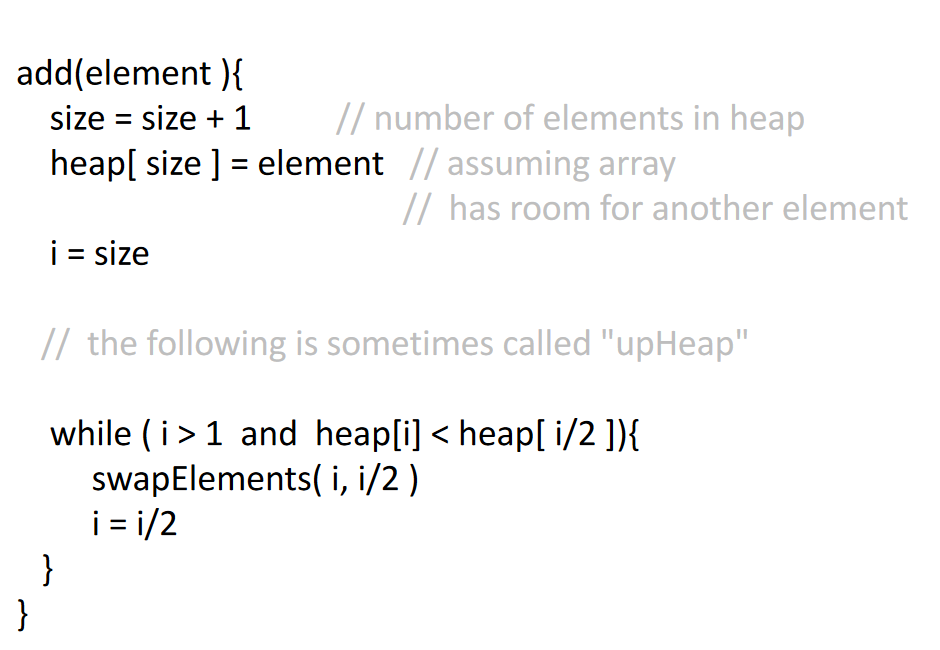 add(element ){
size = size + 1 // number of elements in heap
heap[ size ] = element // assuming array
// has room for another element
i = size
// the following is sometimes called "upHeap"
while ( i > 1 and heap[i] < heap[ i/2 ]){
swapElements( i, i/2 )
i = i/2
}
}